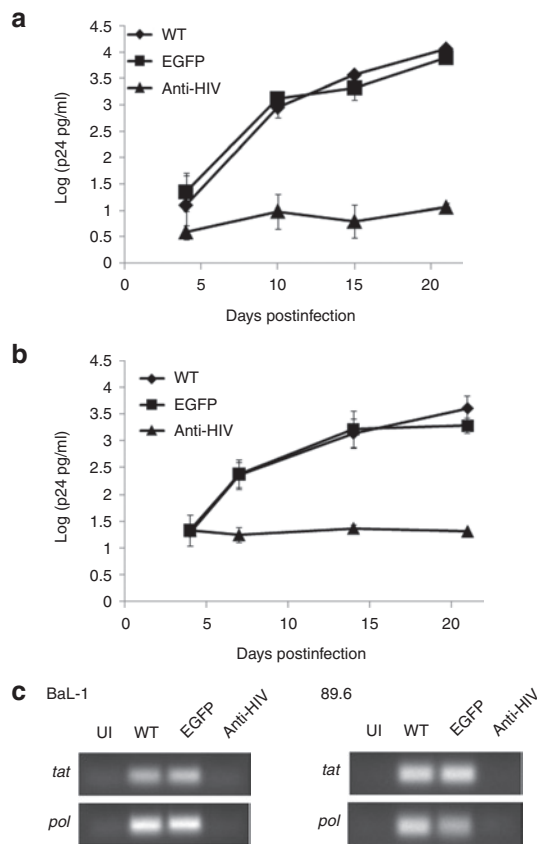 a
WT
EGFP
Anti-HIV
4.5
4
3.5
3
2.5
2
1.5
1
0.5
0
Log (p24 pg/ml)
0 5 10 15 20
Days postinfection
b
WT
EGFP
Anti-HIV
4.5
4
3.5
3
2.5
2
1.5
1
0.5
0
Log (p24 pg/ml)
0 5 10 15 20
Days postinfection
c
BaL-1
UI WT EGFP Anti-HIV
tat
pol
89.6
UI WT EGFP Anti-HIV
tat
pol